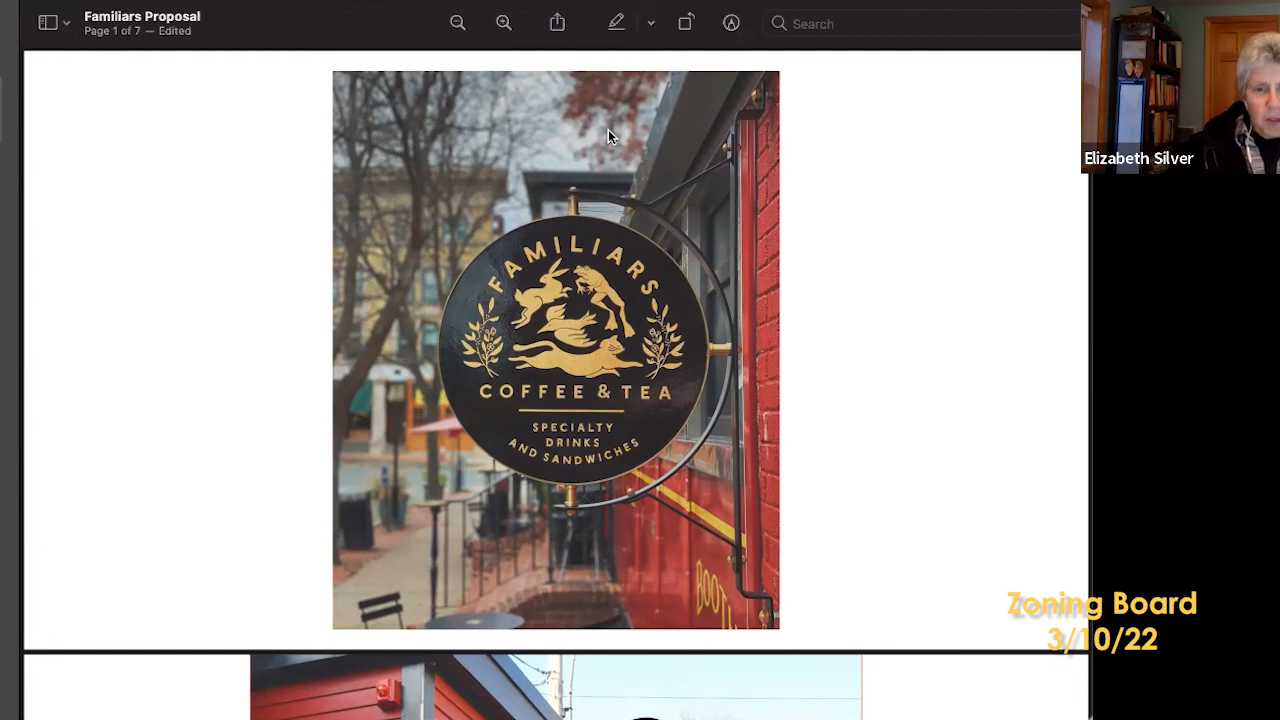 Familiars Proposal
Page 1 of 7 — Edited
Search
Elizabeth Silver
FAMILIARS
COFFEE & TEA
SPECIALTY
DRINKS
AND SANDWICHES
Zoning Board
3/10/22